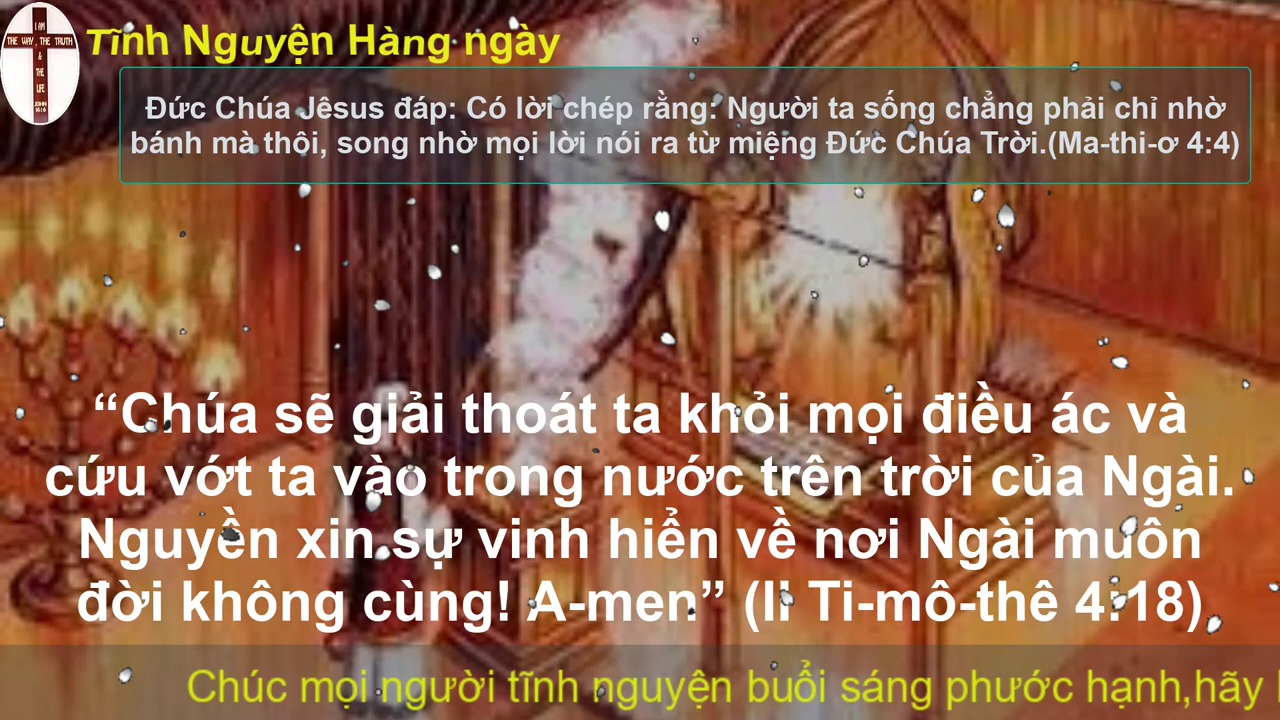 I AM
THE WAY, THE TRUTH
&
THE
LIFE
JOHN
14:6
Tĩnh Nguyện Hàng ngày
Đức Chúa Jêsus đáp: Có lời chép rằng: Người ta sống chẳng phải chỉ nhờ
bánh mà thôi, song nhờ mọi lời nói ra từ miệng Đức Chúa Trời.(Ma-thi-ơ 4:4)
“Chúa sẽ giải thoát ta khỏi mọi điều ác và
cứu vớt ta vào trong nước trên trời của Ngài.
Nguyền xin sự vinh hiển về nơi Ngài muôn
đời không cùng! A-men” (Ii Ti-mô-thê 4:18)
Chúc mọi người tĩnh nguyện buổi sáng phước hạnh,hãy